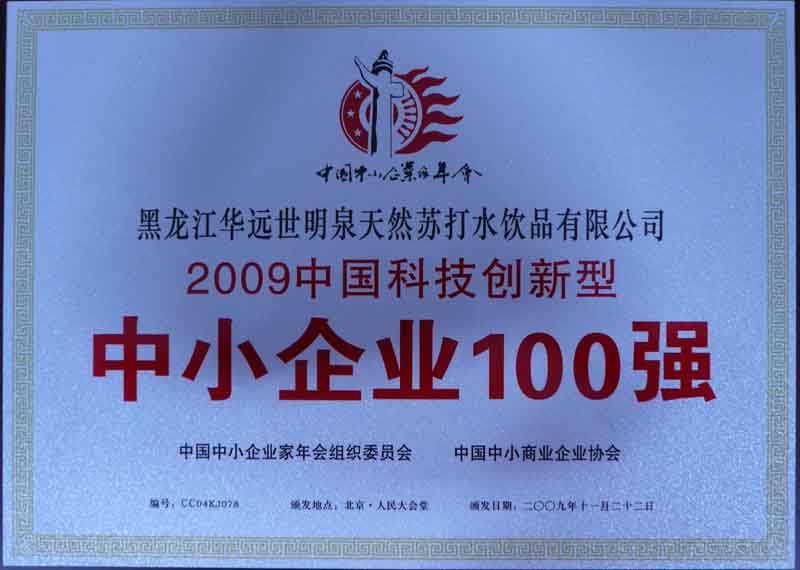 中国中小企业家年会
黑龙江华远世明泉天然苏打水饮品有限公司
2009中国科技创新型
中小企业100强
中国中小企业家年会组织委员会 中国中小商业企业协会
编号：CC04KJ078 颁发地点：北京·人民大会堂 颁发日期：二〇〇九年十一月二十二日